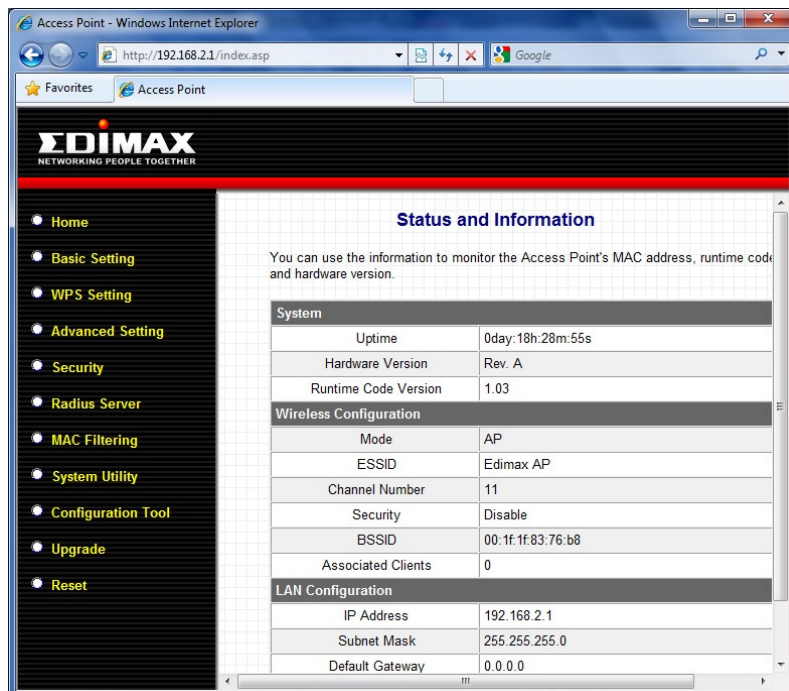 Access Point - Windows Internet Explorer
http://192.168.2.1/index.asp
Google
Favorites
Access Point
EDIMAX
NETWORKING PEOPLE TOGETHER
Home
Basic Setting
WPS Setting
Advanced Setting
Security
Radius Server
MAC Filtering
System Utility
Configuration Tool
Upgrade
Reset
Status and Information
You can use the information to monitor the Access Point's MAC address, runtime code
and hardware version.
System
Uptime 0day:18h:28m:55s
Hardware Version Rev. A
Runtime Code Version 1.03
Wireless Configuration
Mode AP
ESSID Edimax AP
Channel Number 11
Security Disable
BSSID 00:1f:1f:83:76:b8
Associated Clients 0
LAN Configuration
IP Address 192.168.2.1
Subnet Mask 255.255.255.0
Default Gateway 0.0.0.0